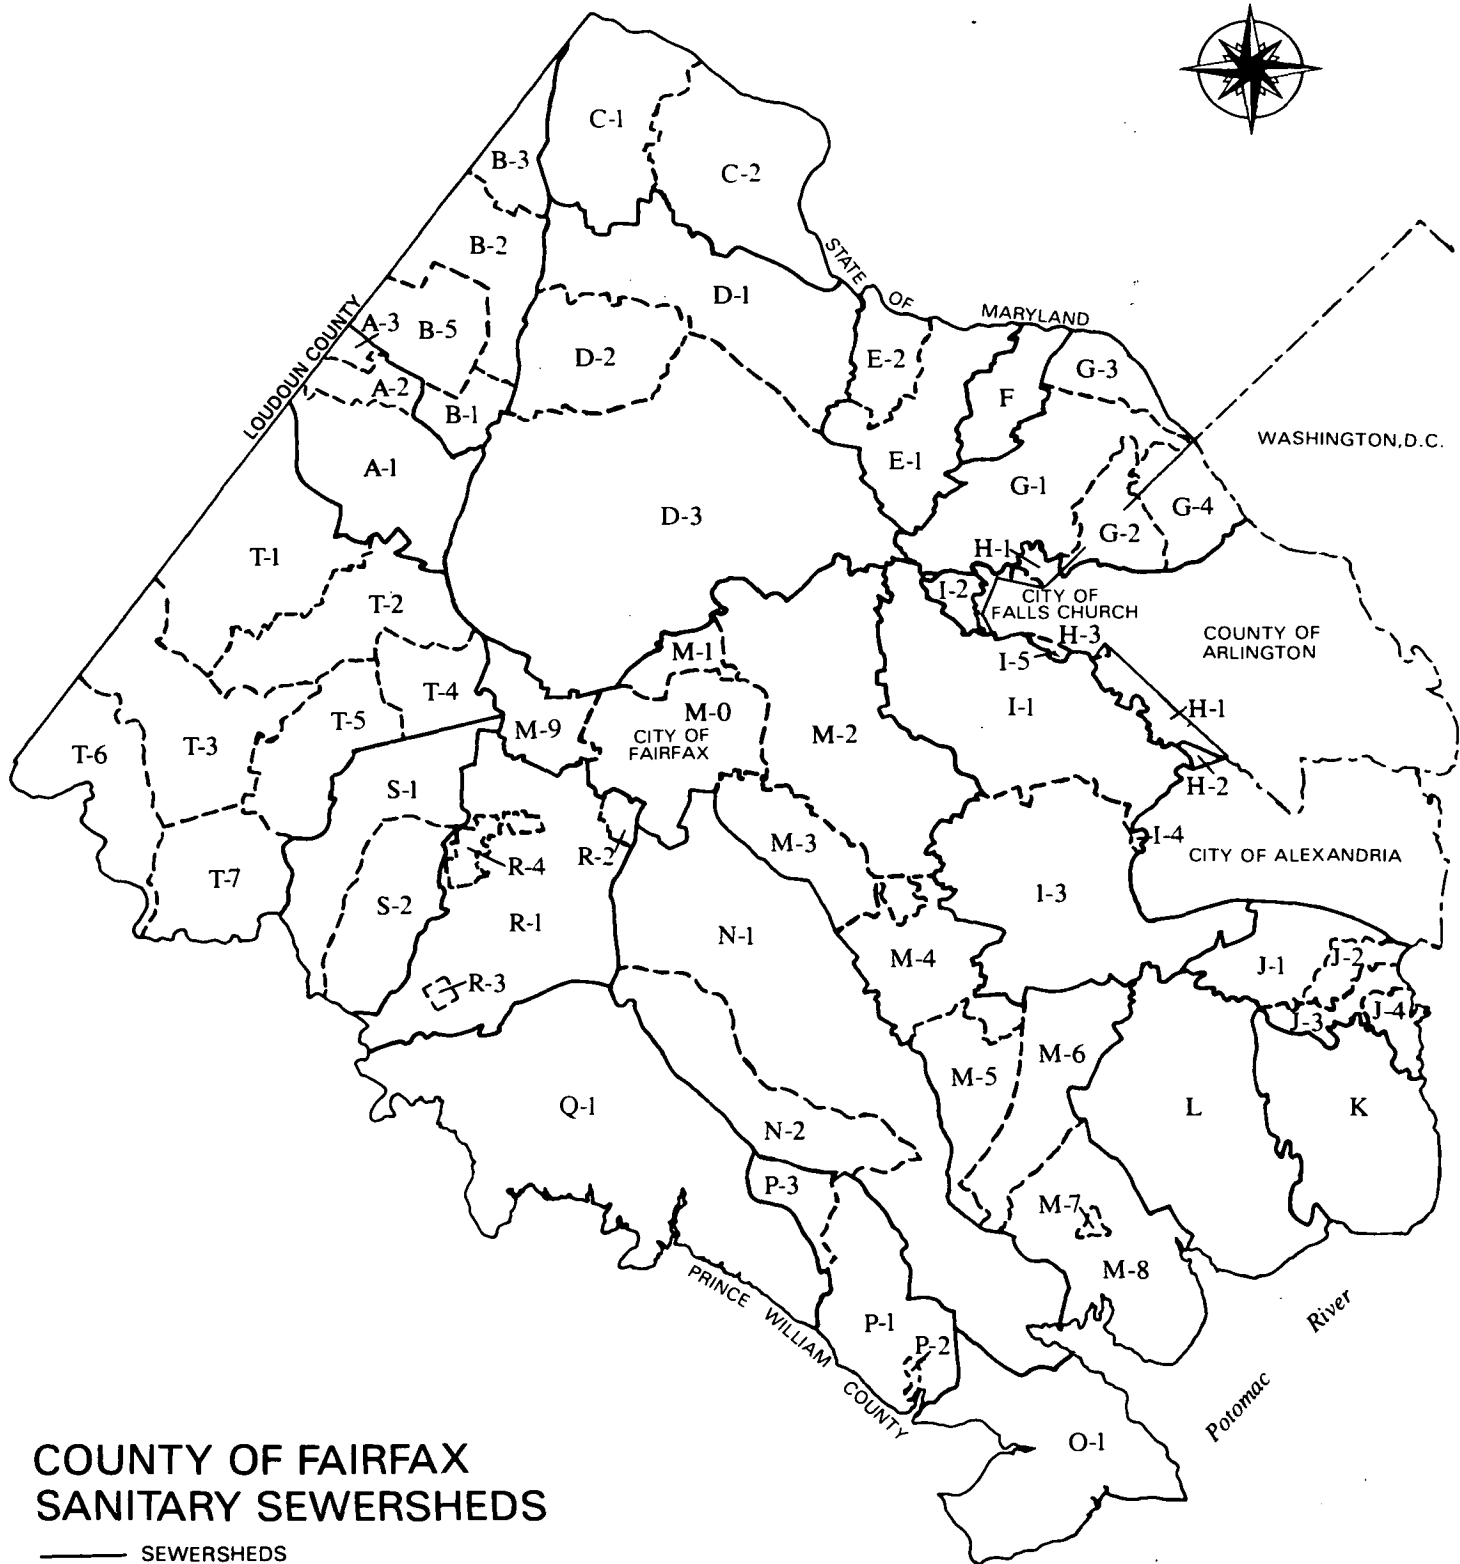 C-1
B-3
C-2
B-2
STATE OF MARYLAND
D-1
LOUDOUN COUNTY
A-3
B-5
D-2
E-2
G-3
A-2
F
B-1
WASHINGTON, D.C.
A-1
E-1
G-1
D-3
G-4
G-2
T-1
H-1
I-2
CITY OF
FALLS CHURCH
T-2
H-3
COUNTY OF
ARLINGTON
M-1
I-5
T-4
T-5
M-0
I-1
H-1
T-3
M-9
CITY OF
FAIRFAX
M-2
T-6
S-1
H-2
M-3
I-4
R-2
CITY OF ALEXANDRIA
R-4
T-7
I-3
S-2
R-1
N-1
M-4
J-2
J-1
R-3
J-4
J-3
M-6
M-5
Q-1
L
K
N-2
P-3
M-7
PRINCE WILLIAM COUNTY
M-8
River
P-1
P-2
Potomac
O-1
COUNTY OF FAIRFAX
SANITARY SEWERSHEDS
SEWERSHEDS